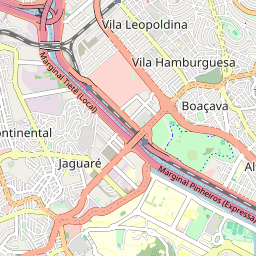 Vila Leopoldina
Vila Hamburguesa
Marginal Tietê (Local)
Boaçava
ontinental
Jaguaré
Al
Marginal Pinheiros (Expressa)